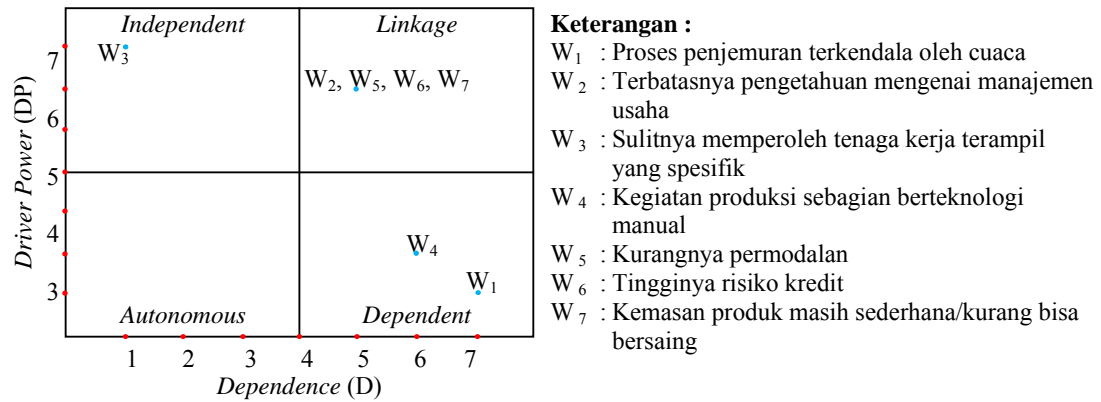 Independent
Linkage
7
W3
W2, W5, W6, W7
6
5
4
W4
3
W1
Autonomous
Dependent
Driver Power (DP)
1 2 3 4 5 6 7
Dependence (D)
Keterangan :
W1 : Proses penjemuran terkendala oleh cuaca
W2 : Terbatasnya pengetahuan mengenai manajemen
usaha
W3 : Sulitnya memperoleh tenaga kerja terampil
yang spesifik
W4 : Kegiatan produksi sebagian berteknologi
manual
W5 : Kurangnya permodalan
W6 : Tingginya risiko kredit
W7 : Kemasan produk masih sederhana/kurang bisa
bersaing